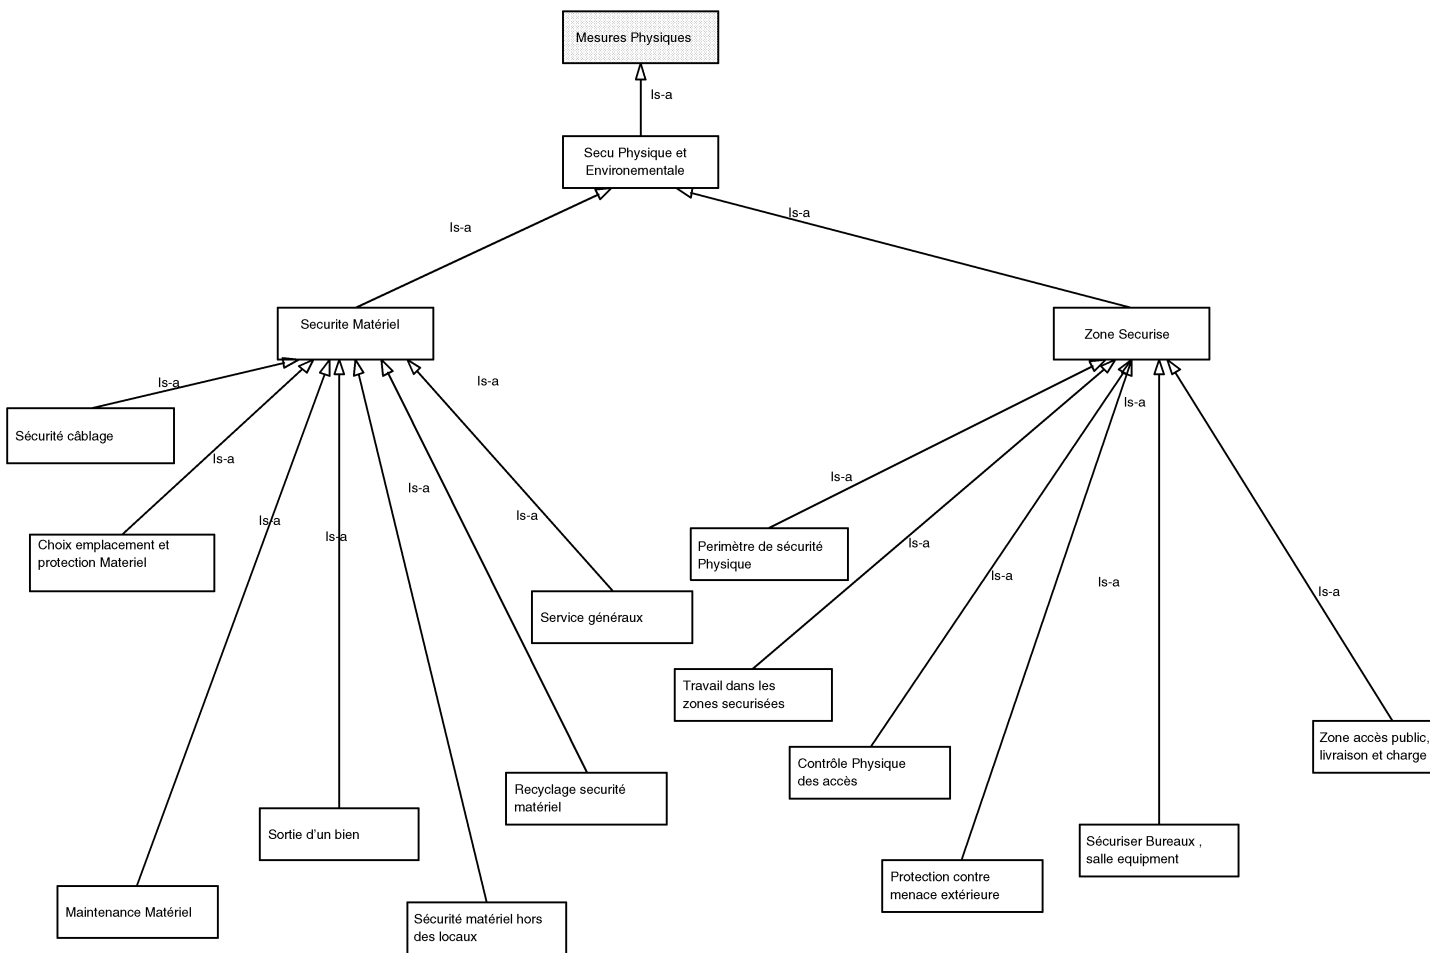 Mesures Physiques
Is-a
Secu Physique et
Environementale
Is-a
Is-a
Securite Matériel
Zone Securise
Is-a
Is-a
Is-a
Sécurité câblage
Is-a
Is-a
Is-a
Is-a
Is-a
Is-a
Choix emplacement et
protection Materiel
Perimètre de sécurité
Physique
Is-a
Is-a
Is-a
Is-a
Is-a
Service généraux
Travail dans les
zones securisées
Zone accès public,
livraison et charge
Contrôle Physique
des accès
Recyclage securité
matériel
Sortie d'un bien
Sécuriser Bureaux ,
salle equipment
Protection contre
menace extérieure
Maintenance Matériel
Sécurité matériel hors
des locaux